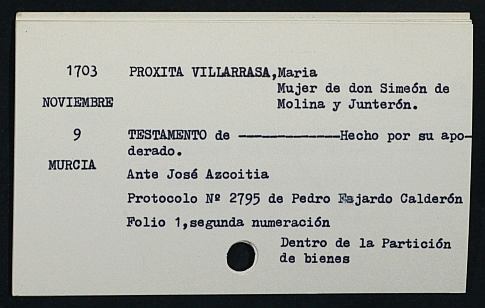 1703 PROXITA VILLARRASA,Maria
Mujer de don Simeón de
NOVIEMBRE Molina y Junterón.
9 TESTAMENTO de —————————Hecho por su apo-
derado.
MURCIA
Ante José Azcoitia
Protocolo Nº 2795 de Pedro Fajardo Calderón
Folio 1,segunda numeración
Dentro de la Partición
de bienes